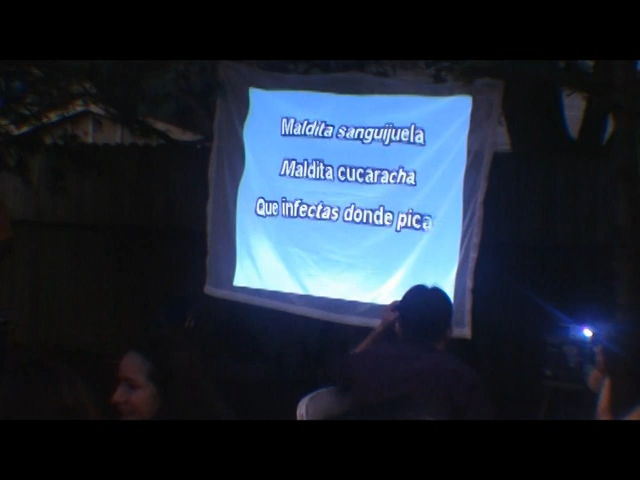 Maldita sanguijuela
Maldita cucaracha
Que infectas donde pica